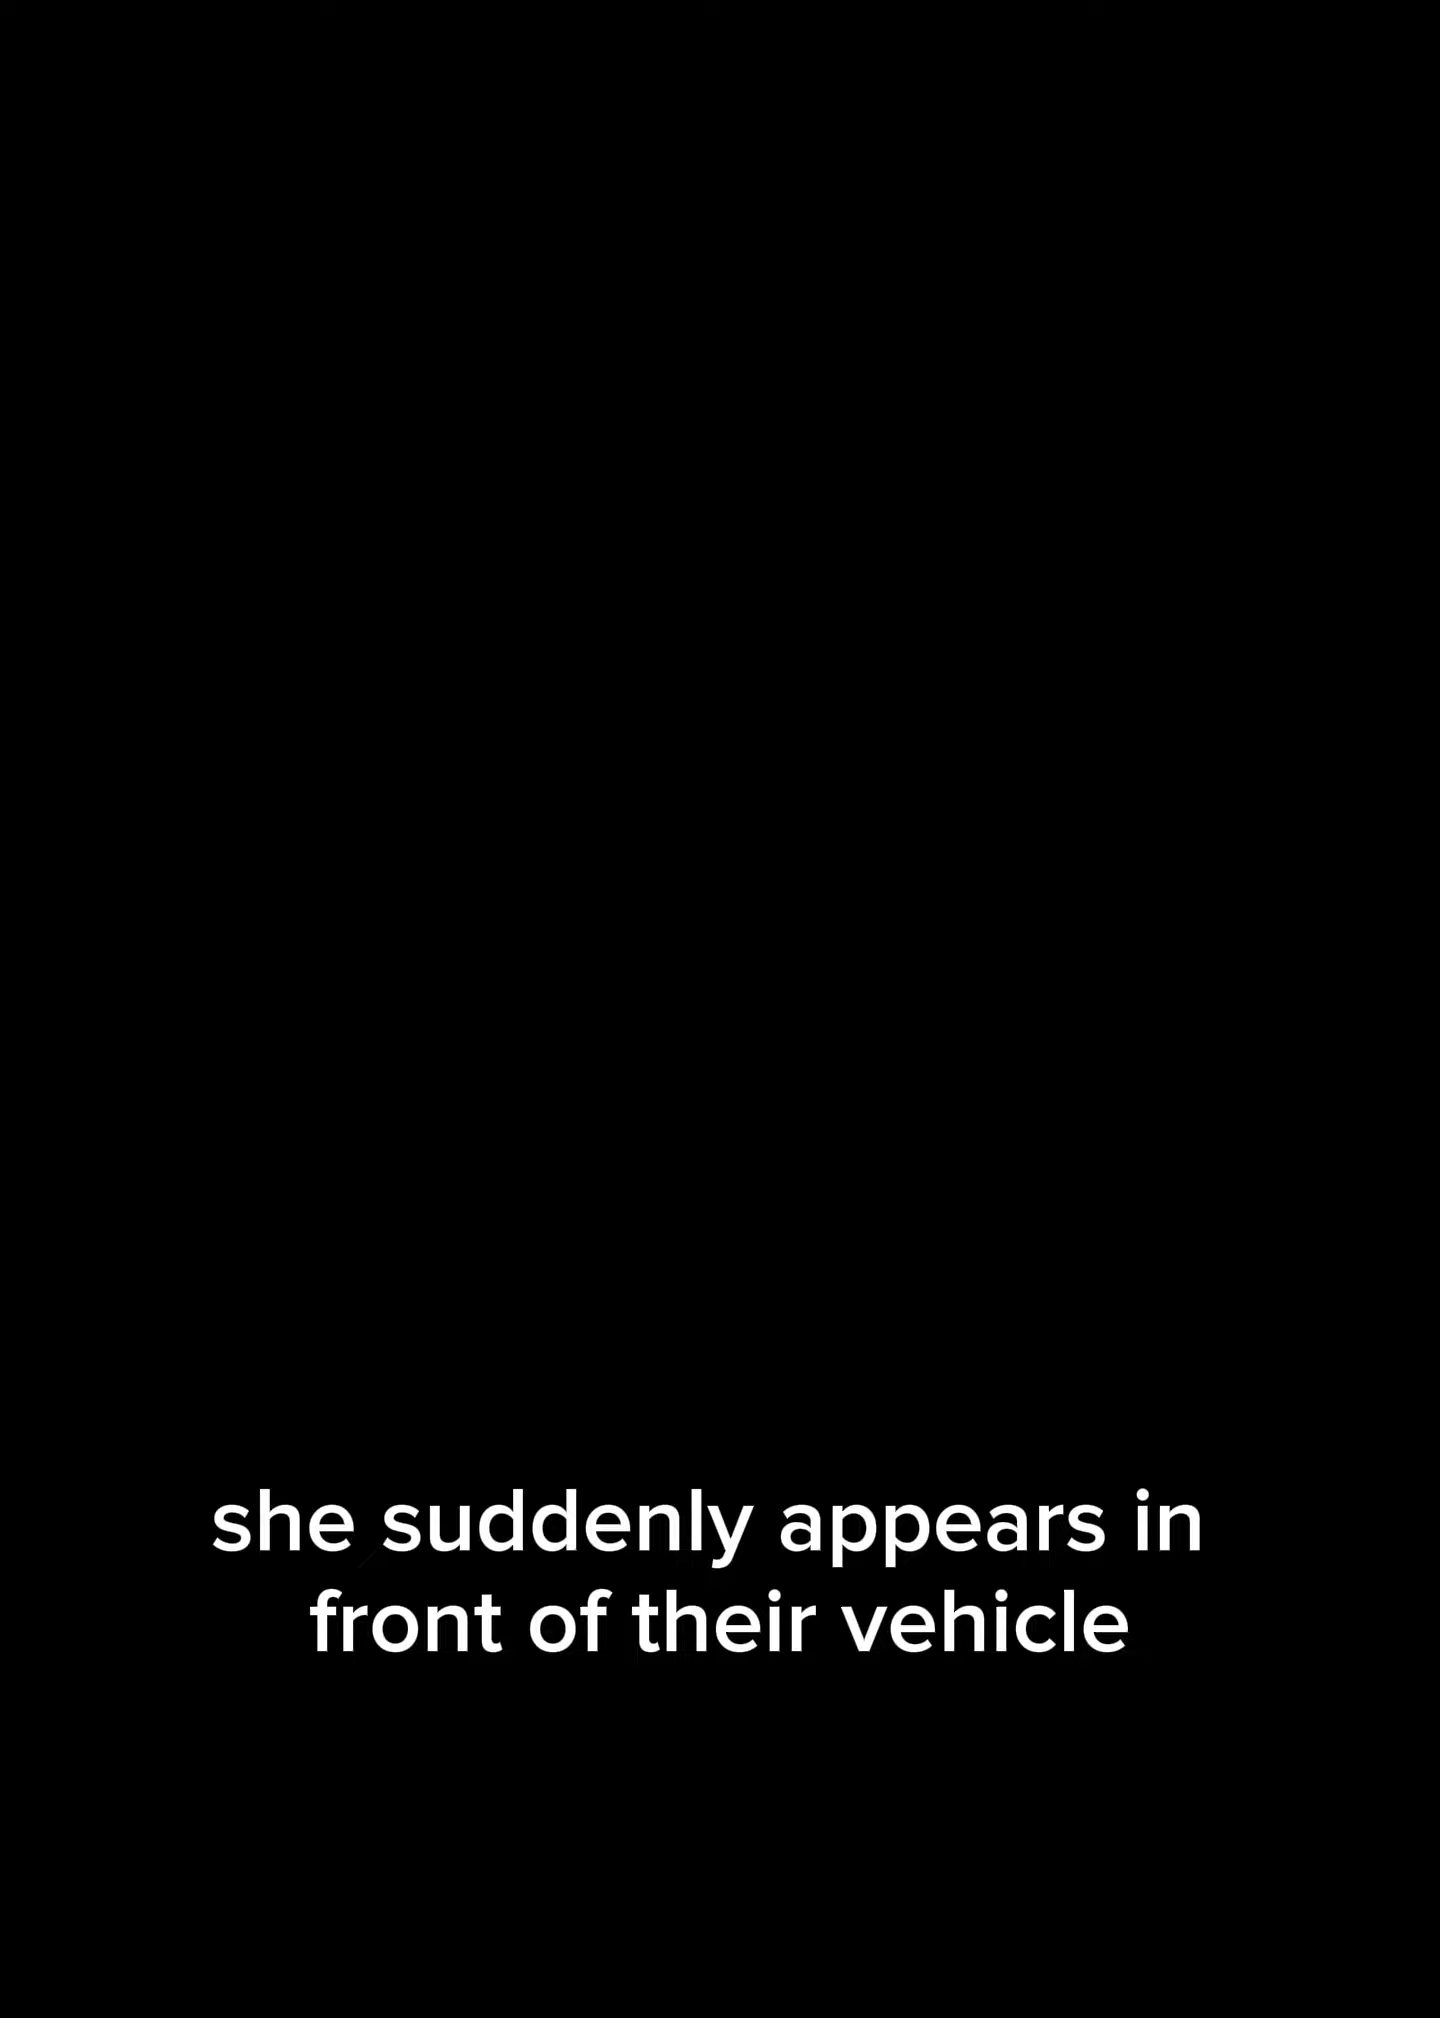 she suddenly appears in
front of their vehicle